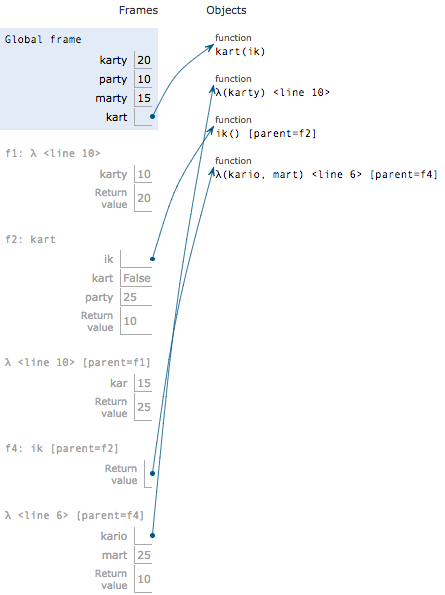 Frames Objects
Global frame
karty 20
party 10
marty 15
kart
function
kart(ik)
function
λ(karty) <line 10>
function
ik() [parent=f2]
function
λ(kario, mart) <line 6> [parent=f4]
f1: λ <line 10>
karty 10
Return
value 20
f2: kart
ik
kart False
party 25
Return
value 10
λ <line 10> [parent=f1]
kar 15
Return
value 25
f4: ik [parent=f2]
Return
value
λ <line 6> [parent=f4]
kario
mart 25
Return
value 10